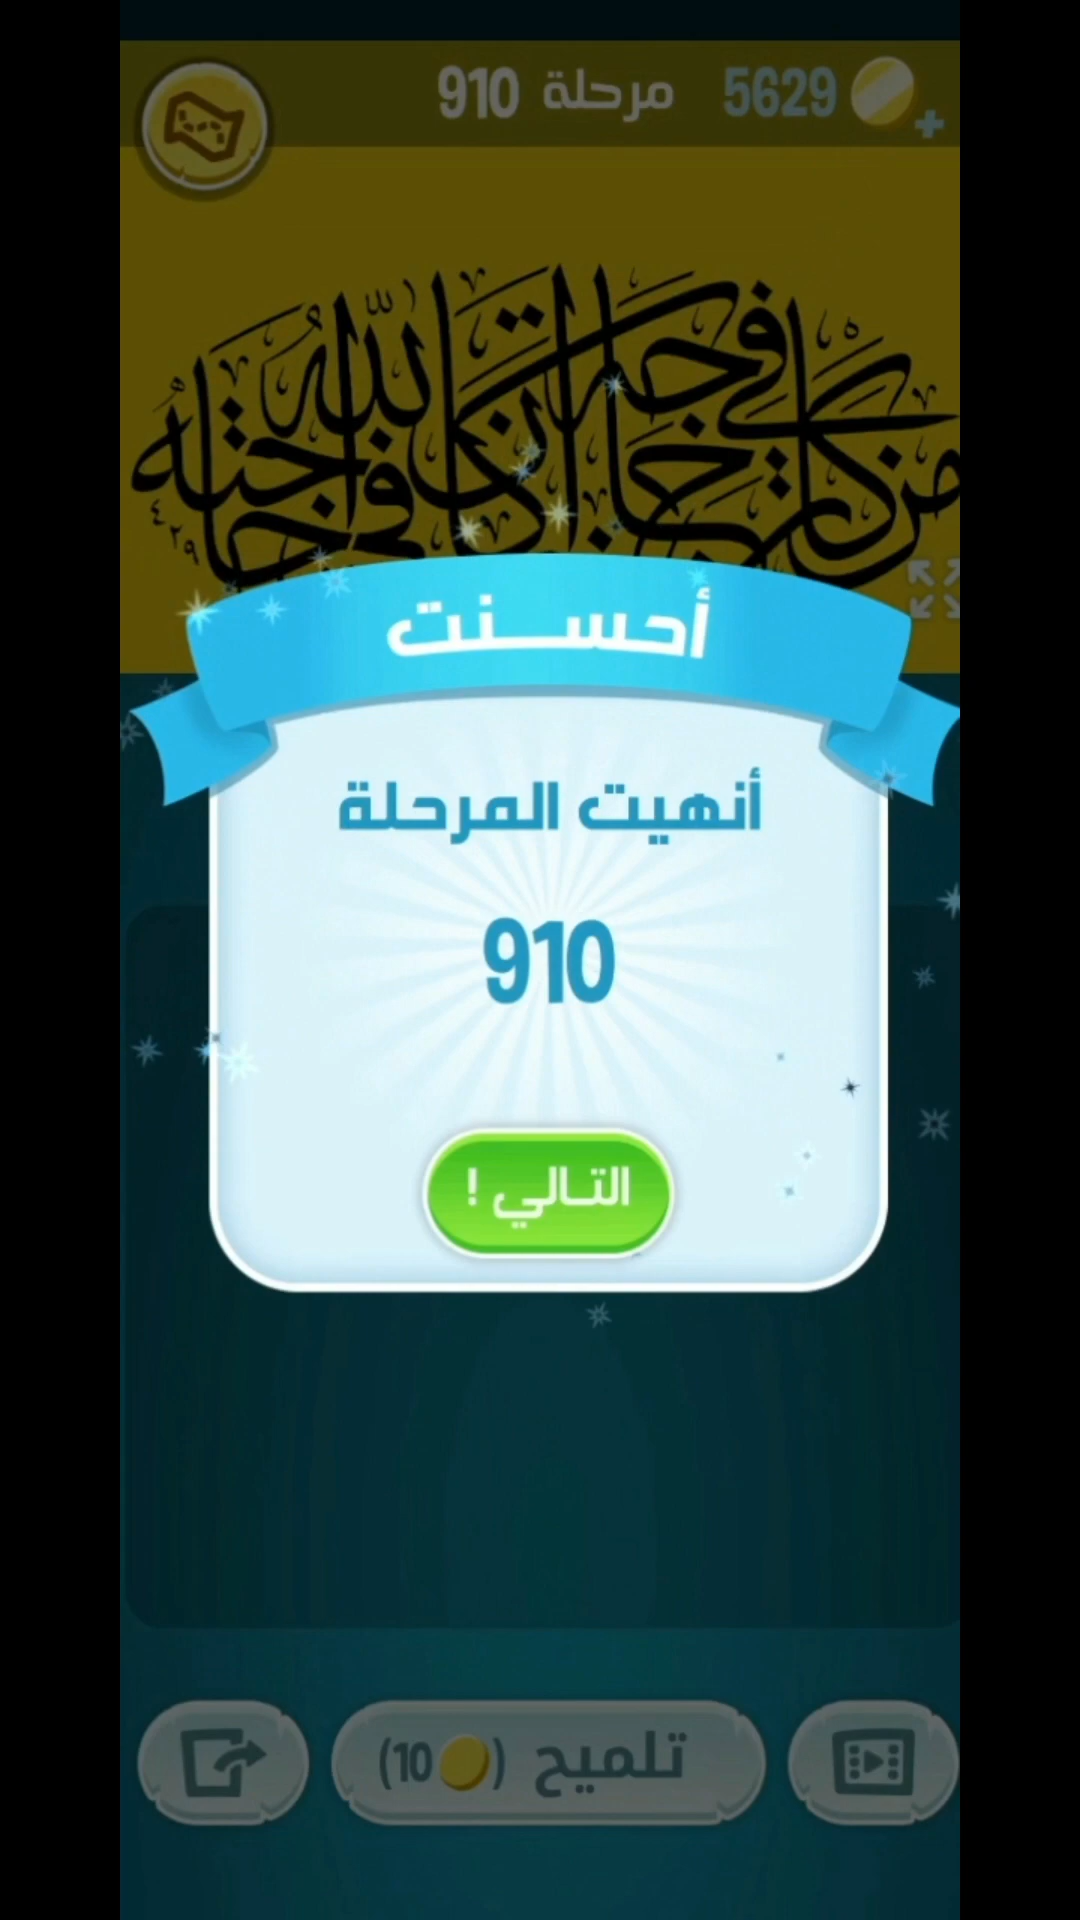 مرحلة 910 5629
من كان في حاجة أخيه كان الله في حاجته
أحسنت
أنهيت المرحلة
910
التالي !
تلميح (10)